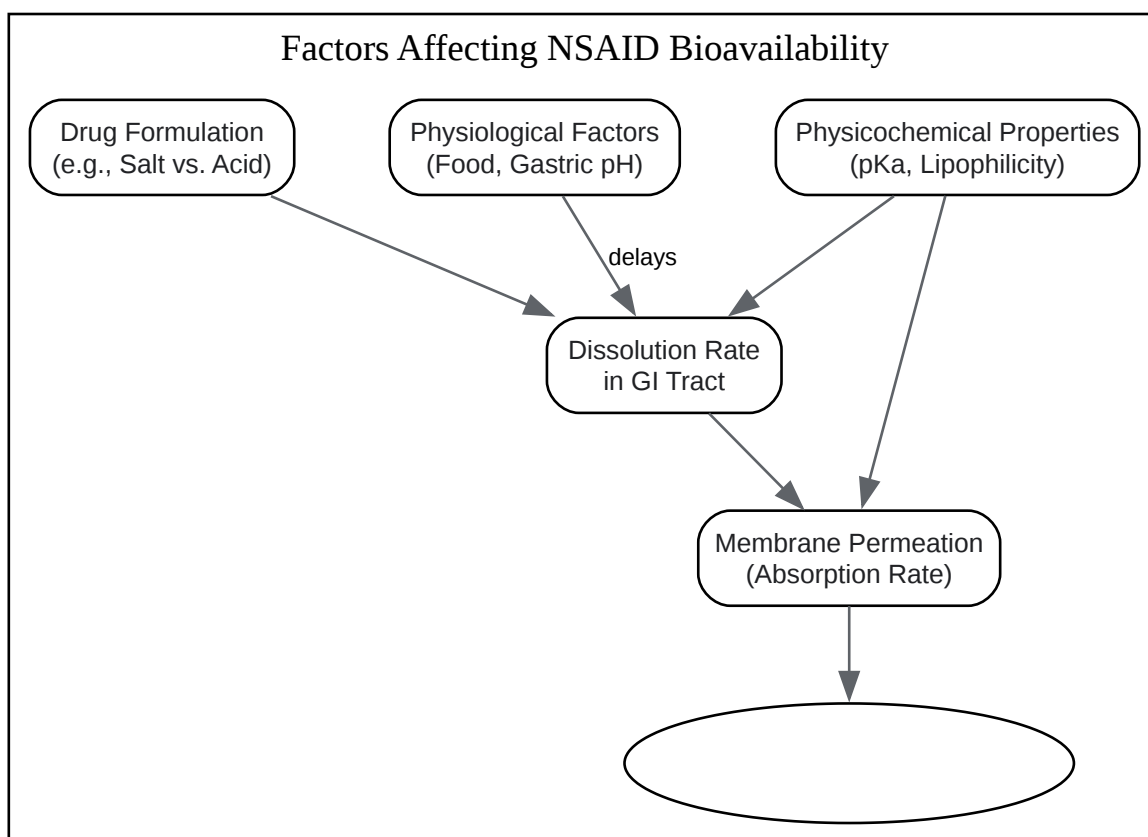 Factors Affecting NSAID Bioavailability
Drug Formulation
(e.g., Salt vs. Acid)
Physiological Factors
(Food, Gastric pH)
Physicochemical Properties
(pKa, Lipophilicity)
delays
Dissolution Rate
in GI Tract
Membrane Permeation
(Absorption Rate)